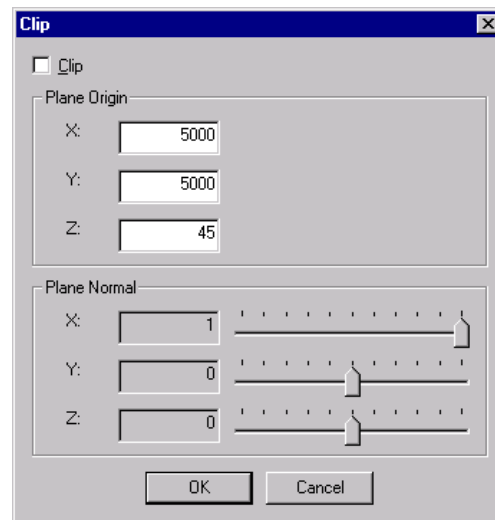 Clip
Clip
Plane Origin
X: 5000
Y: 5000
Z: 45
Plane Normal
X: 1
Y: 0
Z: 0
OK Cancel